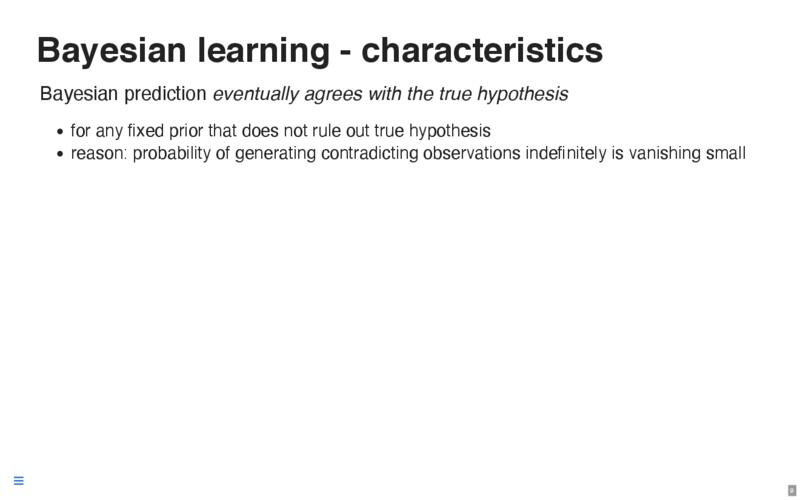 Bayesian learning - characteristics
Bayesian prediction eventually agrees with the true hypothesis
• for any fixed prior that does not rule out true hypothesis
• reason: probability of generating contradicting observations indefinitely is vanishing small